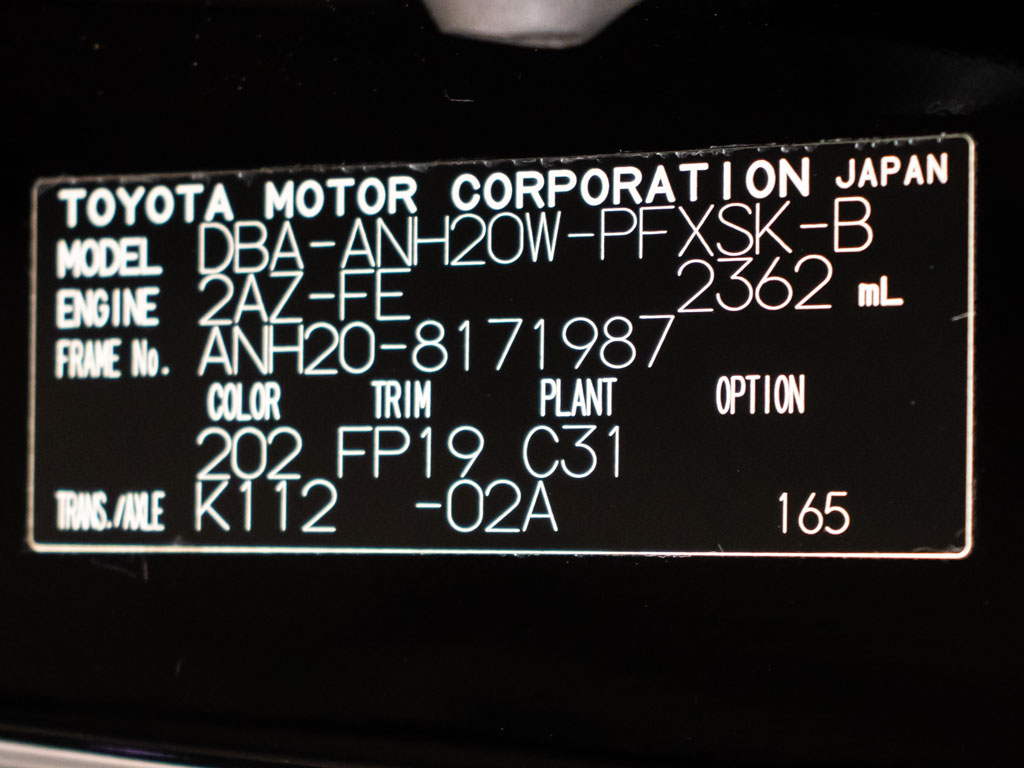 TOYOTA MOTOR CORPORATION JAPAN
MODEL DBA-ANH20W-PFXSK-B
ENGINE 2AZ-FE 2362 mL
FRAME No. ANH20-8171987
COLOR TRIM PLANT OPTION
202 FP19 C31
TRANS./AXLE K112 -02A 165